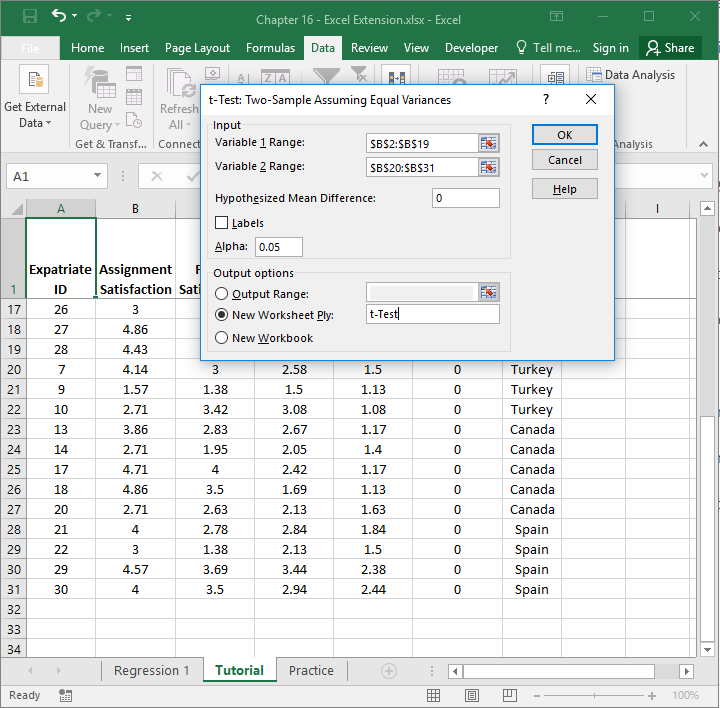 Chapter 16 - Excel Extension.xlsx - Excel
File Home Insert Page Layout Formulas Data Review View Developer Tell me... Sign in Share
Get External Data
New Query
Get & Transf...
Refresh All
Connect
Data Analysis
Analysis
A1
t-Test: Two-Sample Assuming Equal Variances ?
Input
Variable 1 Range: $B$2:$B$19 OK
Variable 2 Range: $B$20:$B$31 Cancel
Hypothesized Mean Difference: 0 Help
Labels
Alpha: 0.05
Output options
Output Range:
New Worksheet Ply: t-Test
New Workbook
A B I
1 Expatriate ID Assignment Satisfaction
17 26 3
18 27 4.86
19 28 4.43
20 7 4.14 3 2.58 1.5 0 Turkey
21 9 1.57 1.38 1.5 1.13 0 Turkey
22 10 2.71 3.42 3.08 1.08 0 Turkey
23 13 3.86 2.83 2.67 1.17 0 Canada
24 14 2.71 1.95 2.05 1.4 0 Canada
25 17 4.71 4 2.42 1.17 0 Canada
26 18 4.86 3.5 1.69 1.13 0 Canada
27 20 2.71 2.63 2.13 1.63 0 Canada
28 21 4 2.78 2.84 1.84 0 Spain
29 22 3 1.38 2.13 1.5 0 Spain
30 29 4.57 3.69 3.44 2.38 0 Spain
31 30 4 3.5 2.94 2.44 0 Spain
32
33
34
Regression 1 Tutorial Practice
Ready 100%